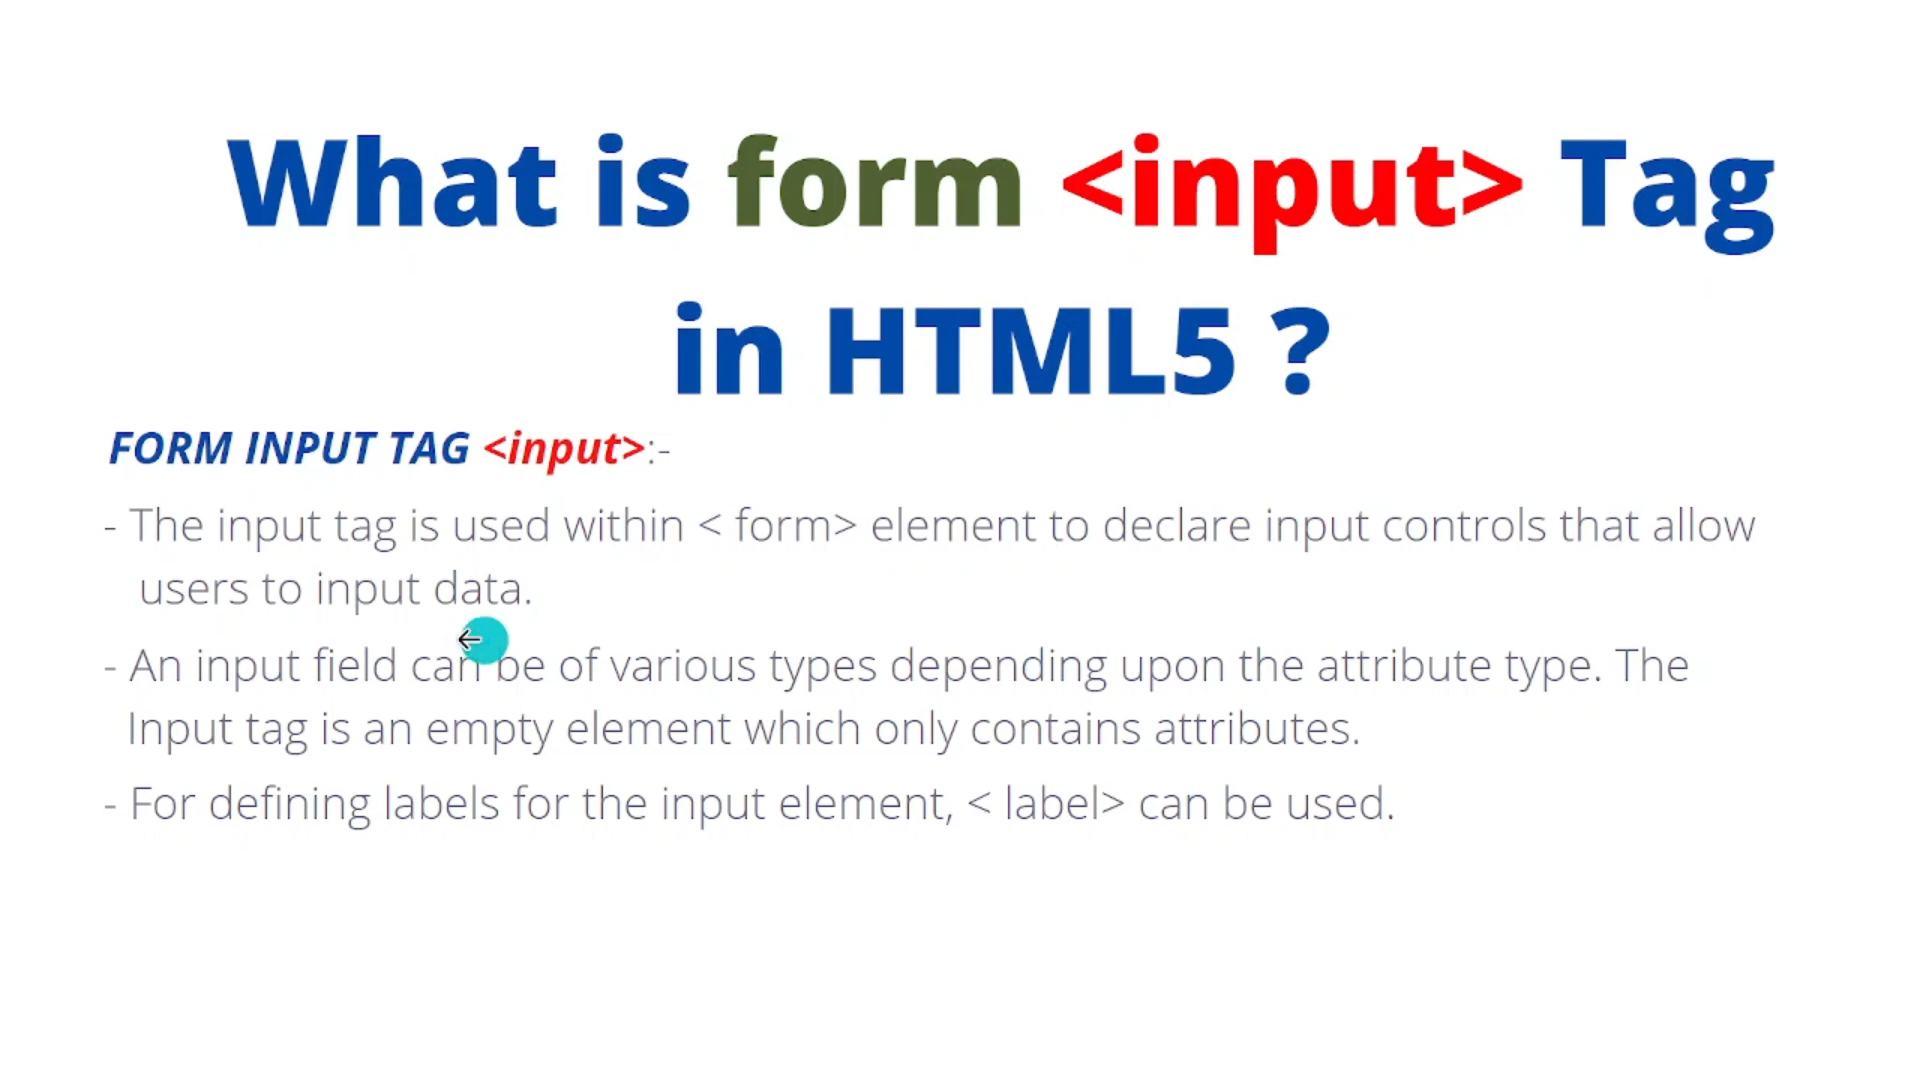 What is form <input> Tag
in HTML5 ?
FORM INPUT TAG <input>:-
- The input tag is used within < form> element to declare input controls that allow
users to input data.
- An input field can be of various types depending upon the attribute type. The
Input tag is an empty element which only contains attributes.
- For defining labels for the input element, < label> can be used.